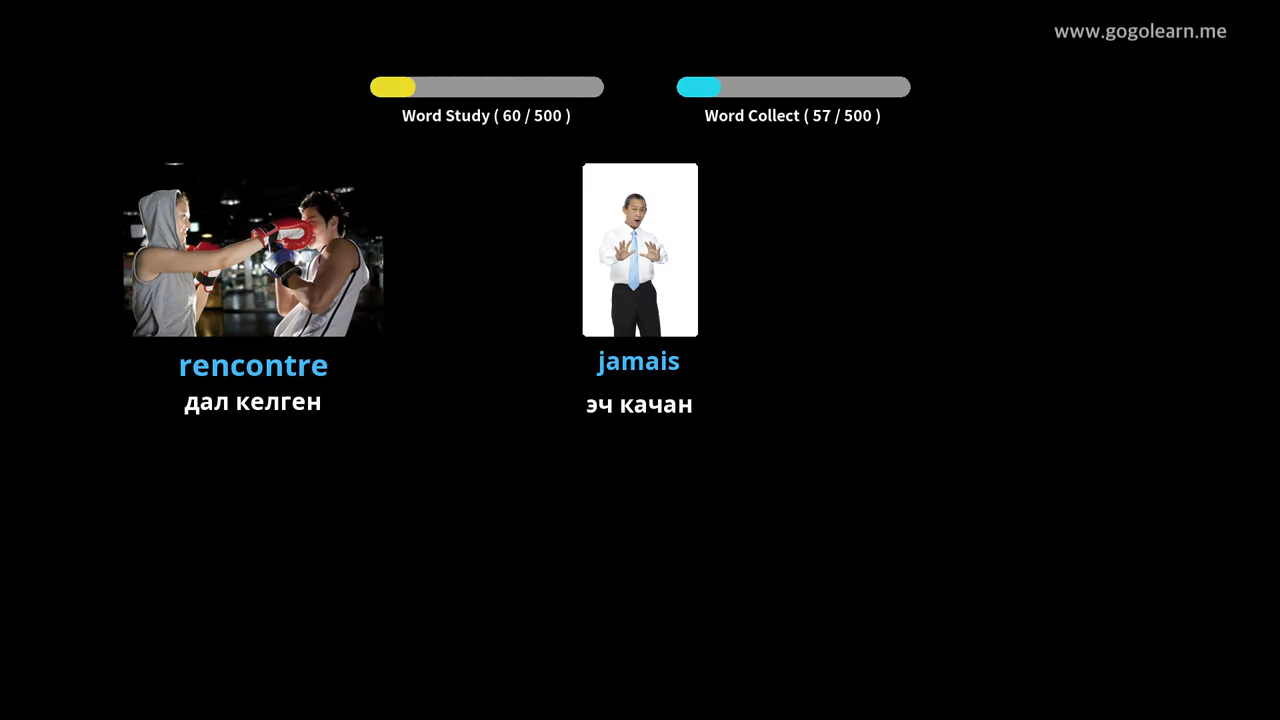 www.gogolearn.me
Word Study ( 60 / 500 )
Word Collect ( 57 / 500 )
rencontre
дал келген
jamais
эч качан